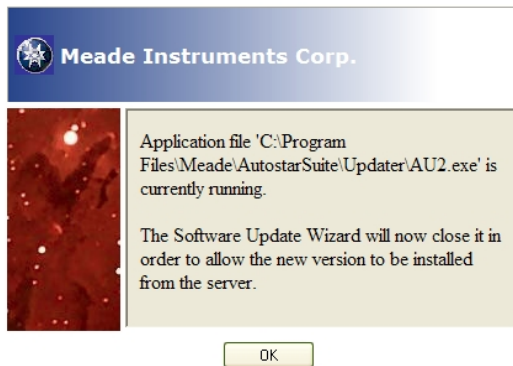 Meade Instruments Corp.
Application file 'C:\Program
Files\Meade\AutostarSuite\Updater\AU2.exe' is
currently running.
The Software Update Wizard will now close it in
order to allow the new version to be installed
from the server.
OK